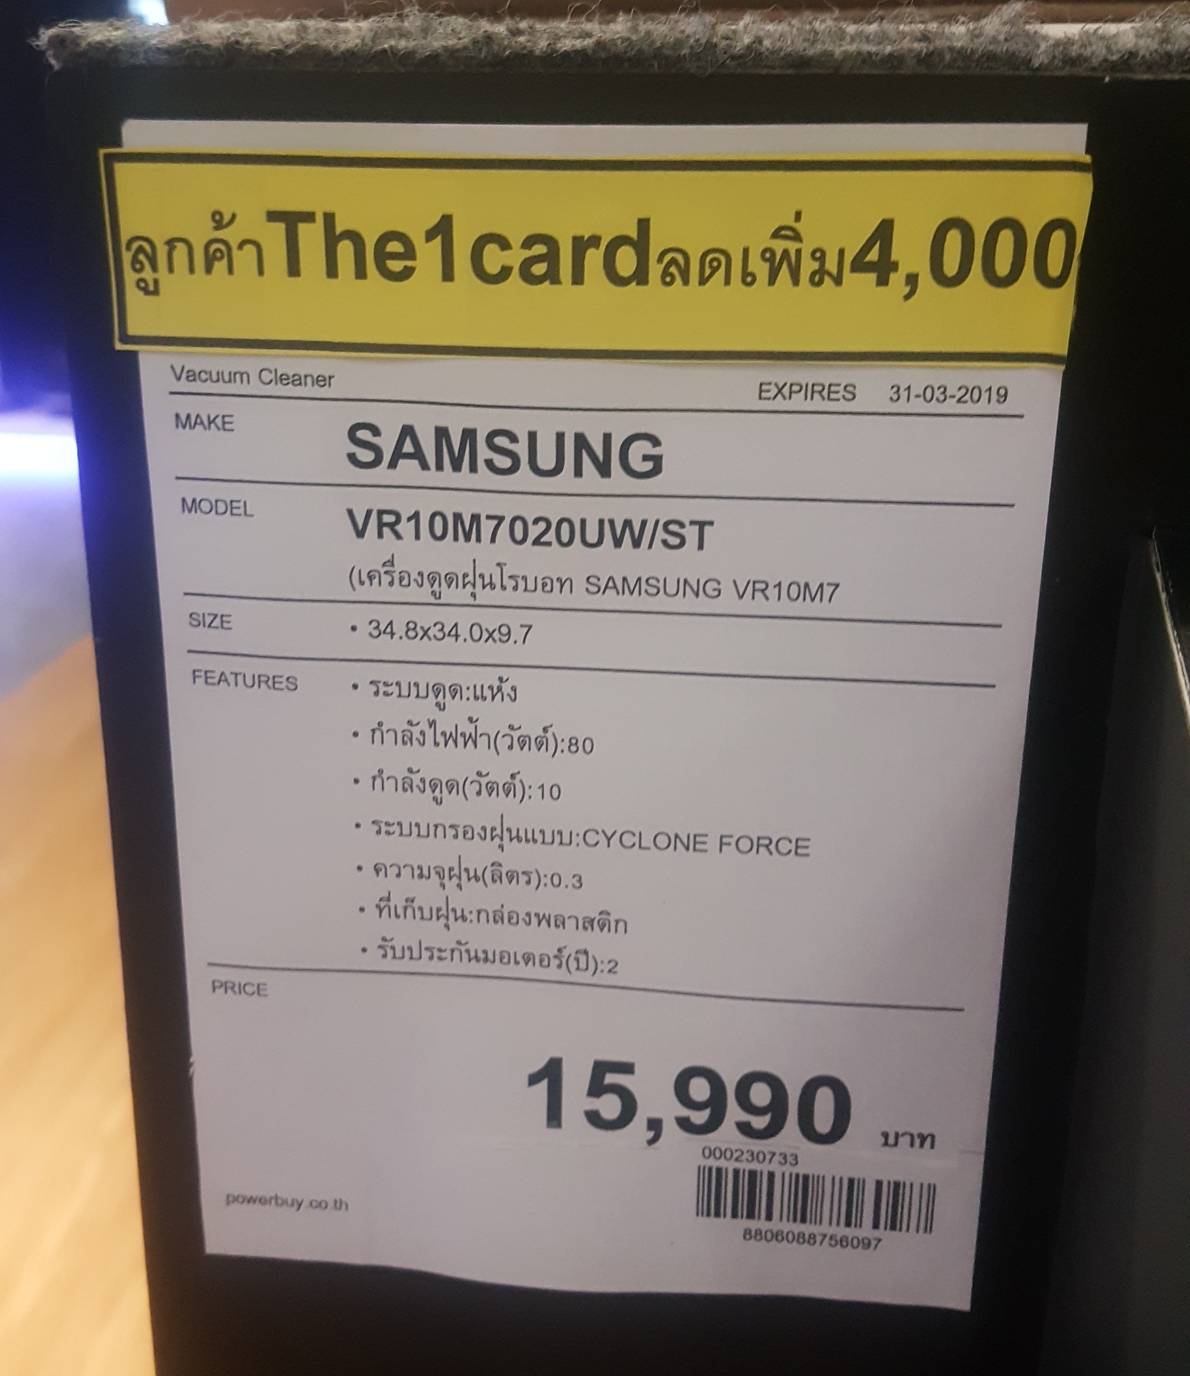 ลูกค้าThe1cardลดเพิ่ม4,000
Vacuum Cleaner EXPIRES 31-03-2019
MAKE SAMSUNG
MODEL VR10M7020UW/ST
(เครื่องดูดฝุ่นโรบอท SAMSUNG VR10M7
SIZE • 34.8x34.0x9.7
FEATURES • ระบบดูด:แห้ง
• กำลังไฟฟ้า(วัตต์):80
• กำลังดูด(วัตต์):10
• ระบบกรองฝุ่นแบบ:CYCLONE FORCE
• ความจุฝุ่น(ลิตร):0.3
• ที่เก็บฝุ่น:กล่องพลาสติก
• รับประกันมอเตอร์(ปี):2
PRICE
15,990 บาท
000230733
powerbuy.co.th
8806088756097